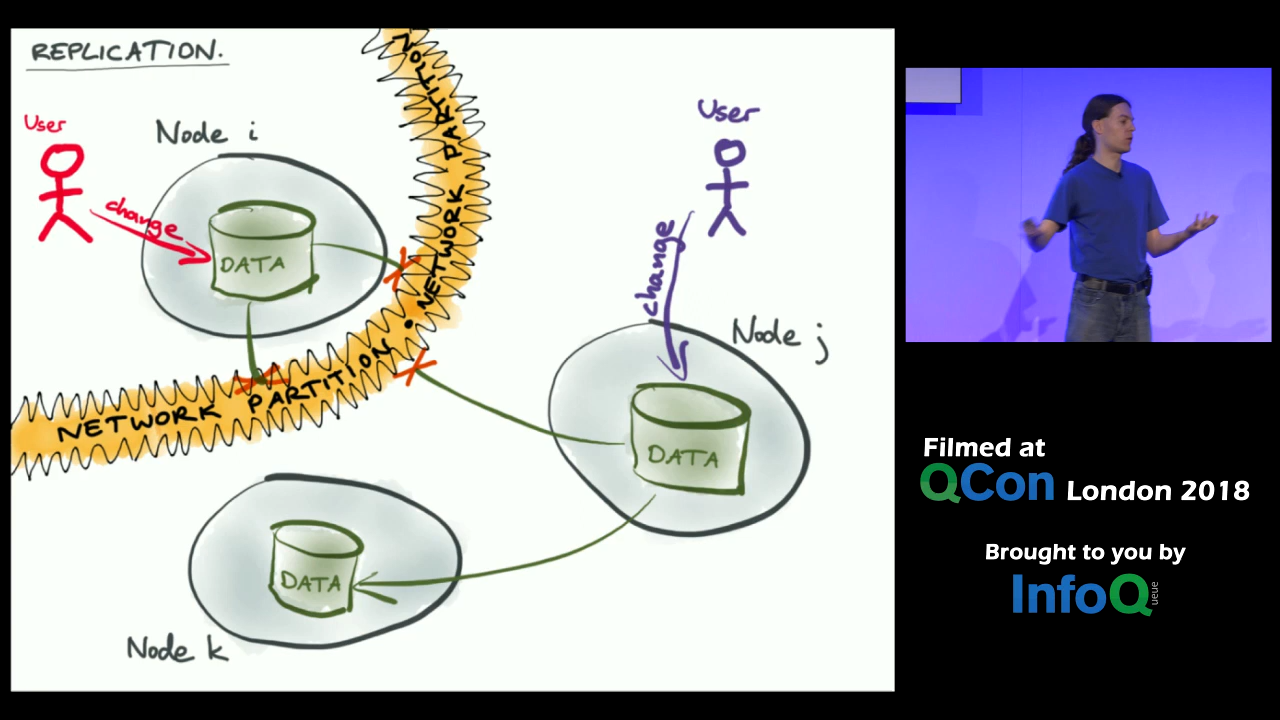 REPLICATION.
User
Node i
change
DATA
User
change
Node j
DATA
NETWORK PARTITION • NETWORK PARTITION
DATA
Node k
Filmed at
QCon London 2018
Brought to you by
InfoQ
ueue